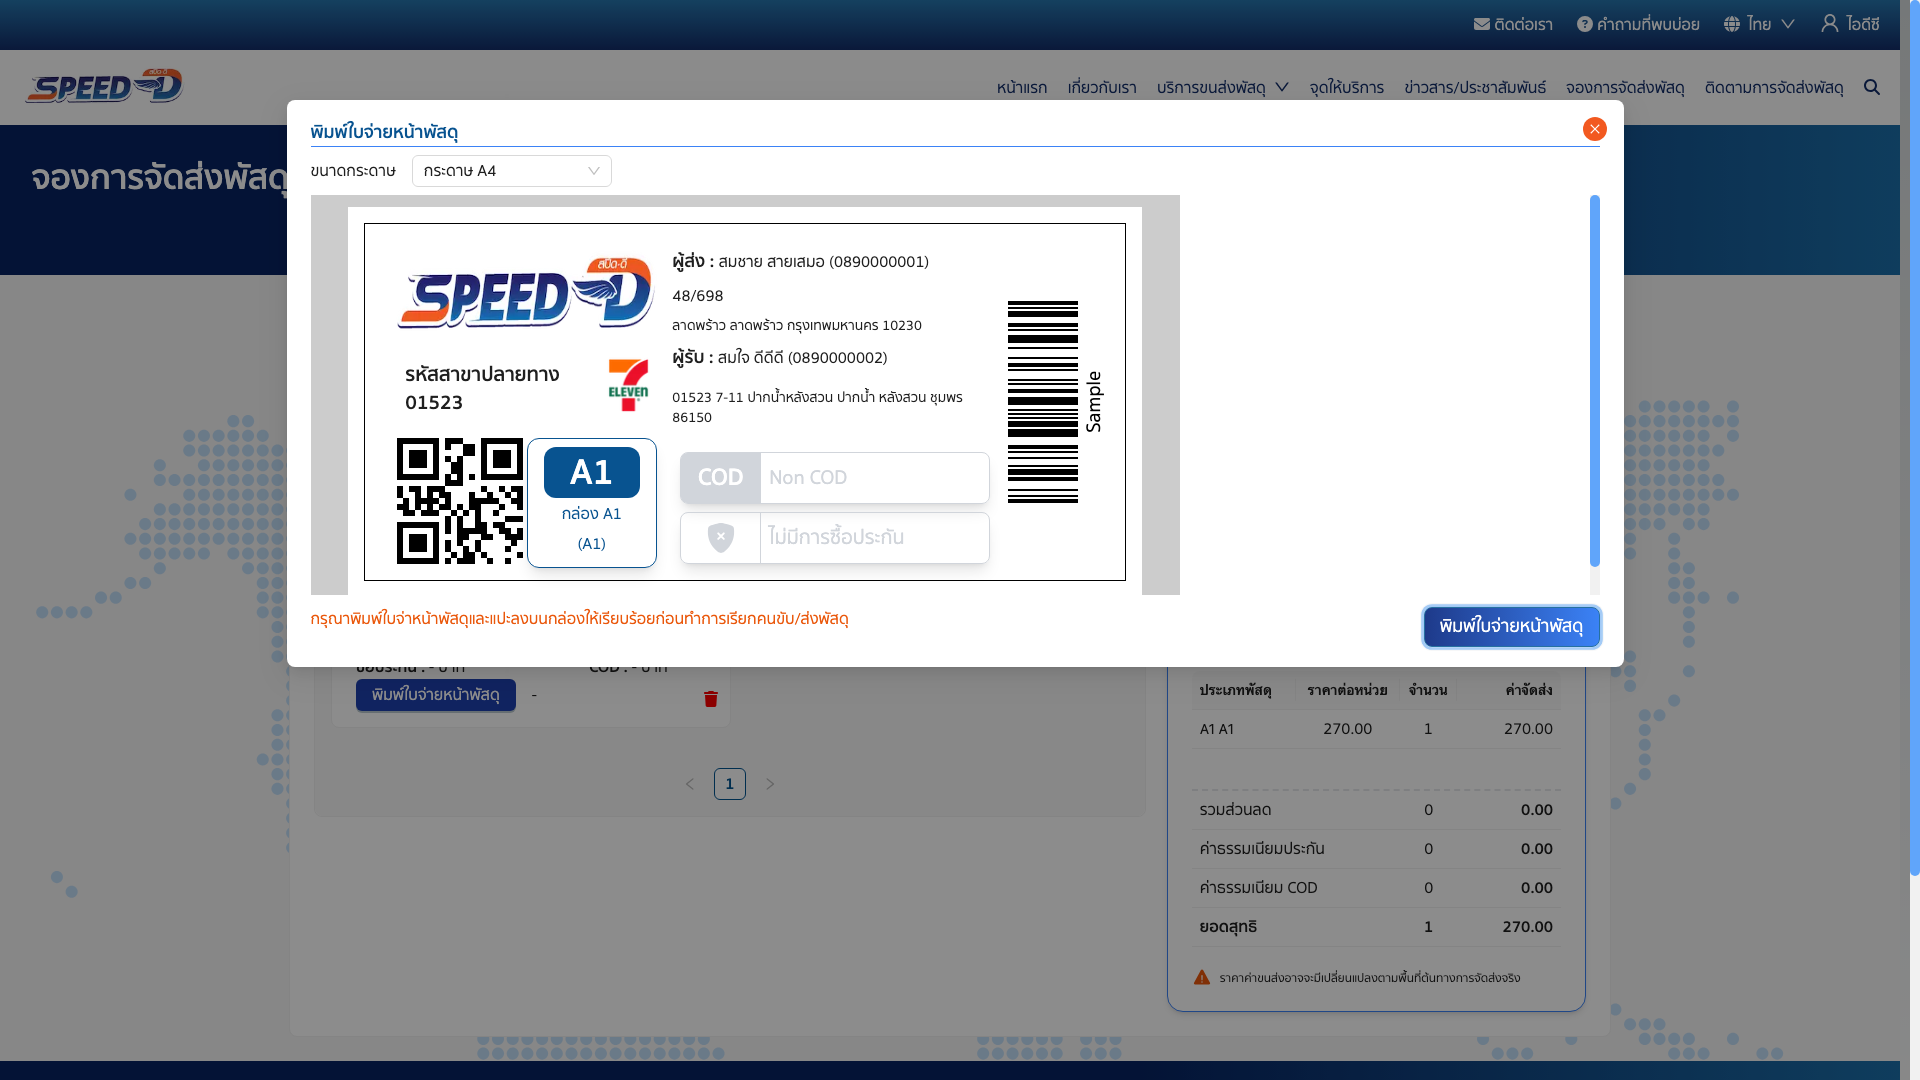 ติดต่อเรา คำถามที่พบบ่อย ไทย ไอดีซี
สปีด-ดี
SPEED D
หน้าแรก เกี่ยวกับเรา บริการขนส่งพัสดุ จุดให้บริการ ข่าวสาร/ประชาสัมพันธ์ จองการจัดส่งพัสดุ ติดตามการจัดส่งพัสดุ
จองการจัดส่งพัสดุ
พิมพ์ใบจ่ายหน้าพัสดุ
ขนาดกระดาษ กระดาษ A4
สปีด-ดี
SPEED D
ผู้ส่ง : สมชาย สายเสมอ (0890000001)
48/698
ลาดพร้าว ลาดพร้าว กรุงเทพมหานคร 10230
ผู้รับ : สมใจ ดีดีดี (0890000002)
01523 7-11 ปากน้ำหลังสวน ปากน้ำ หลังสวน ชุมพร
86150
รหัสสาขาปลายทาง
01523
7 ELEVEN
Sample
A1
กล่อง A1
(A1)
COD Non COD
ไม่มีการซื้อประกัน
กรุณาพิมพ์ใบจ่าหน้าพัสดุและแปะลงบนกล่องให้เรียบร้อยก่อนทำการเรียกคนขับ/ส่งพัสดุ
พิมพ์ใบจ่ายหน้าพัสดุ
ซื้อประกัน : - บาท COD : - บาท
พิมพ์ใบจ่ายหน้าพัสดุ -
1
ประเภทพัสดุ ราคาต่อหน่วย จำนวน ค่าจัดส่ง
A1 A1 270.00 1 270.00
รวมส่วนลด 0 0.00
ค่าธรรมเนียมประกัน 0 0.00
ค่าธรรมเนียม COD 0 0.00
ยอดสุทธิ 1 270.00
ราคาค่าขนส่งอาจจะมีเปลี่ยนแปลงตามพื้นที่ต้นทางการจัดส่งจริง